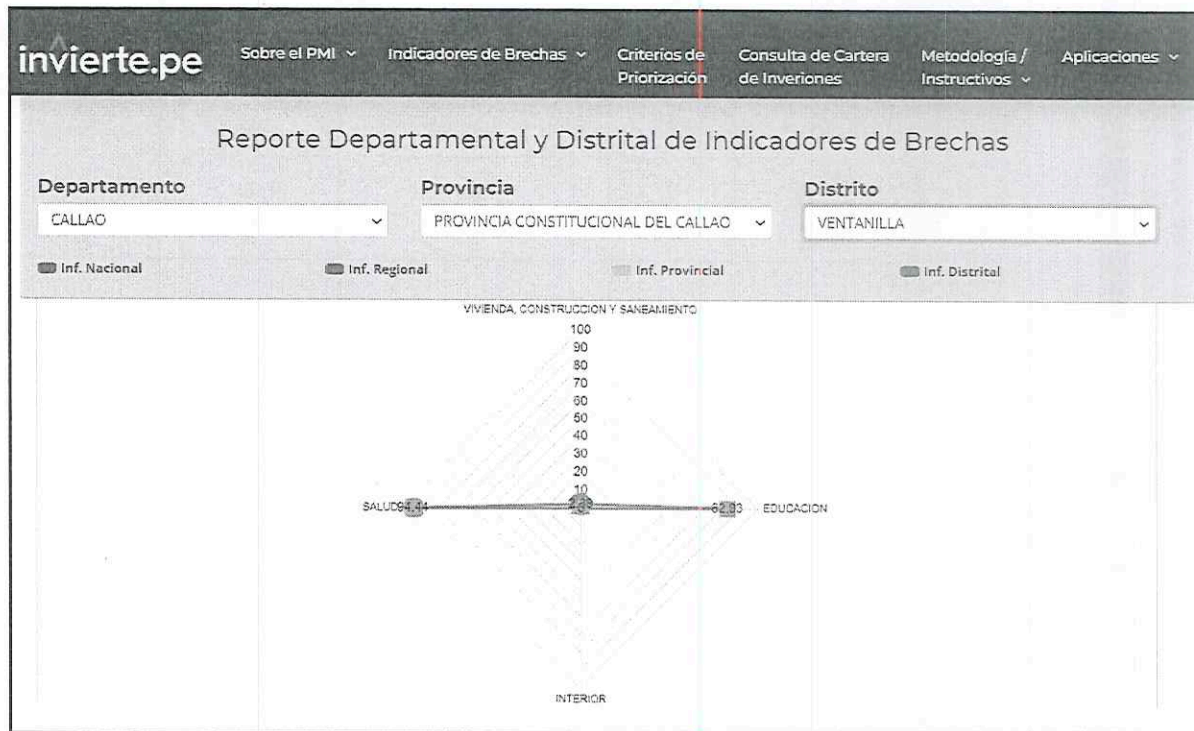 invierte.pe
Sobre el PMI
Indicadores de Brechas
Criterios de
Priorización
Consulta de Cartera
de Inveriones
Metodología /
Instructivos
Aplicaciones
Reporte Departamental y Distrital de Indicadores de Brechas
Departamento
Provincia
Distrito
CALLAO
PROVINCIA CONSTITUCIONAL DEL CALLAO
VENTANILLA
Inf. Nacional
Inf. Regional
Inf. Provincial
Inf. Distrital
VIVIENDA, CONSTRUCCION Y SANEAMIENTO
100
90
80
70
60
50
40
30
20
10
SALUD
94.44
EDUCACION
INTERIOR